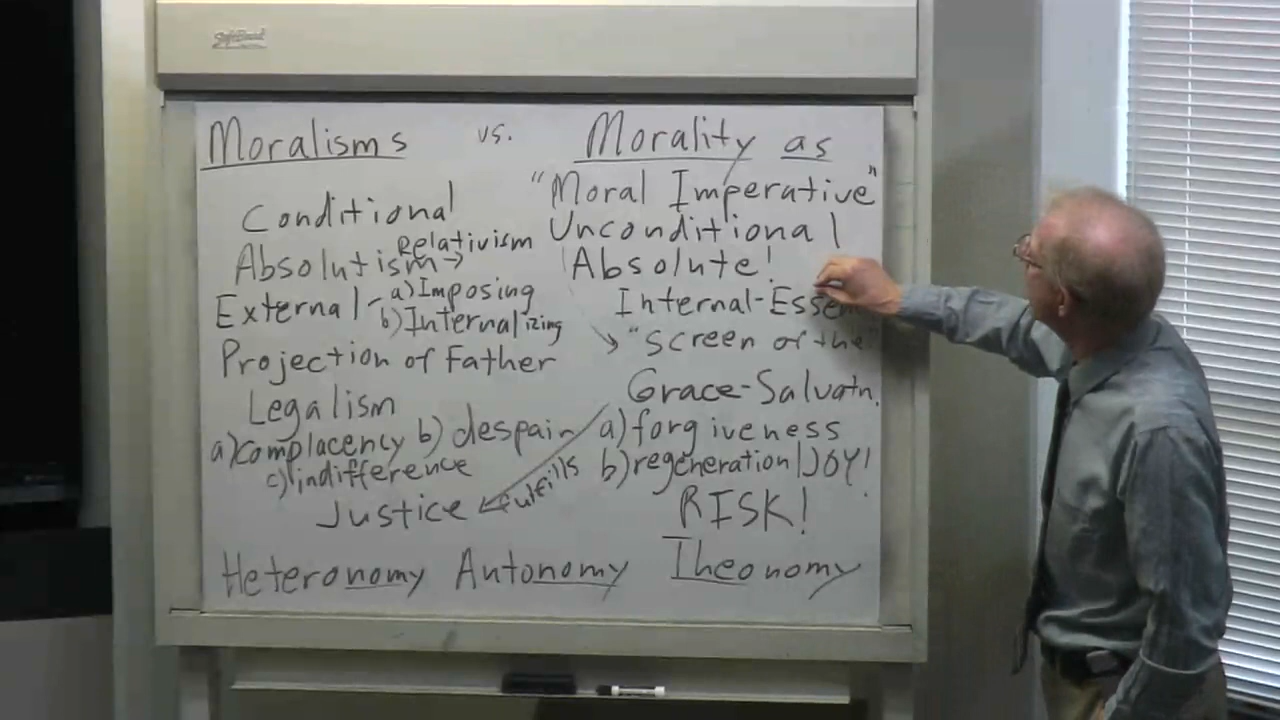 SoftBoard
Moralisms vs. Morality as
"Moral Imperative"
Conditional
Unconditional
Relativism
Absolutism →
Absolute!
External - a) Imposing
b) Internalizing
Internal-
→ "Screen of the"
Projection of Father
Grace-Salvatn.
Legalism
a) complacency b) despair
c) indifference
a) forgiveness
b) regeneration | JOY!
Justice ← fulfills
RISK!
Heteronomy Autonomy Theonomy